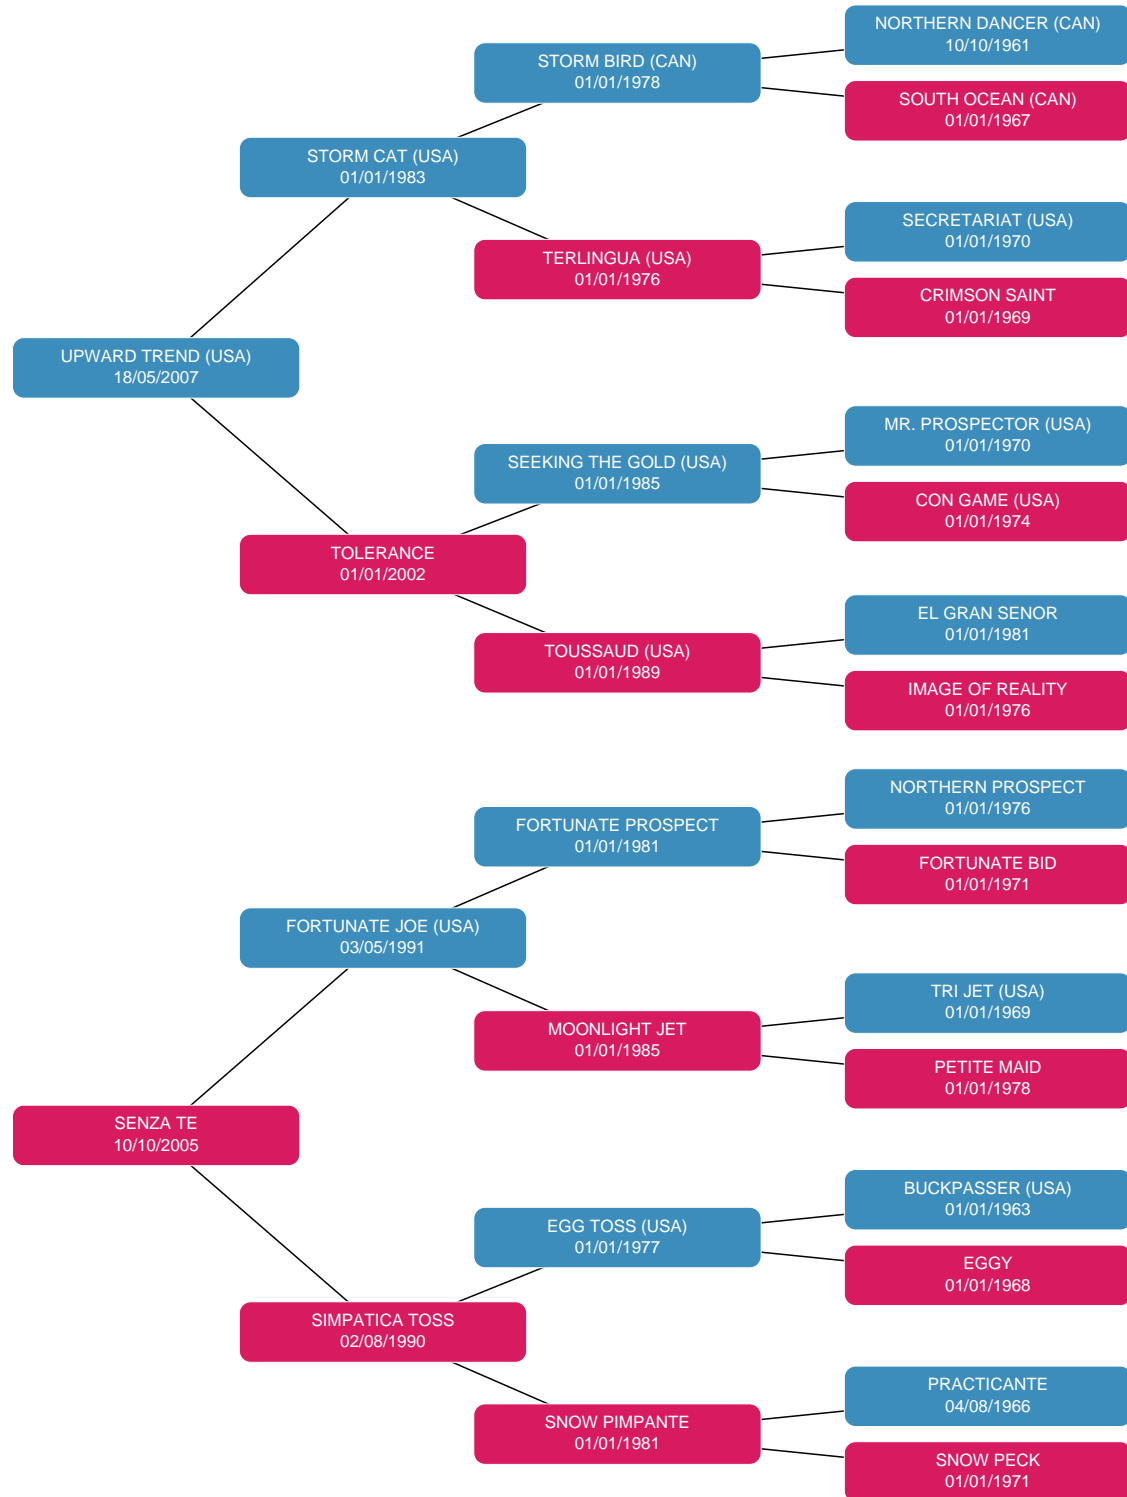 NORTHERN DANCER (CAN)
10/10/1961
STORM BIRD (CAN)
01/01/1978
SOUTH OCEAN (CAN)
01/01/1967
STORM CAT (USA)
01/01/1983
SECRETARIAT (USA)
01/01/1970
TERLINGUA (USA)
01/01/1976
CRIMSON SAINT
01/01/1969
UPWARD TREND (USA)
18/05/2007
MR. PROSPECTOR (USA)
01/01/1970
SEEKING THE GOLD (USA)
01/01/1985
CON GAME (USA)
01/01/1974
TOLERANCE
01/01/2002
EL GRAN SENOR
01/01/1981
TOUSSAUD (USA)
01/01/1989
IMAGE OF REALITY
01/01/1976
NORTHERN PROSPECT
01/01/1976
FORTUNATE PROSPECT
01/01/1981
FORTUNATE BID
01/01/1971
FORTUNATE JOE (USA)
03/05/1991
TRI JET (USA)
01/01/1969
MOONLIGHT JET
01/01/1985
PETITE MAID
01/01/1978
SENZA TE
10/10/2005
BUCKPASSER (USA)
01/01/1963
EGG TOSS (USA)
01/01/1977
EGGY
01/01/1968
SIMPATICA TOSS
02/08/1990
PRACTICANTE
04/08/1966
SNOW PIMPANTE
01/01/1981
SNOW PECK
01/01/1971